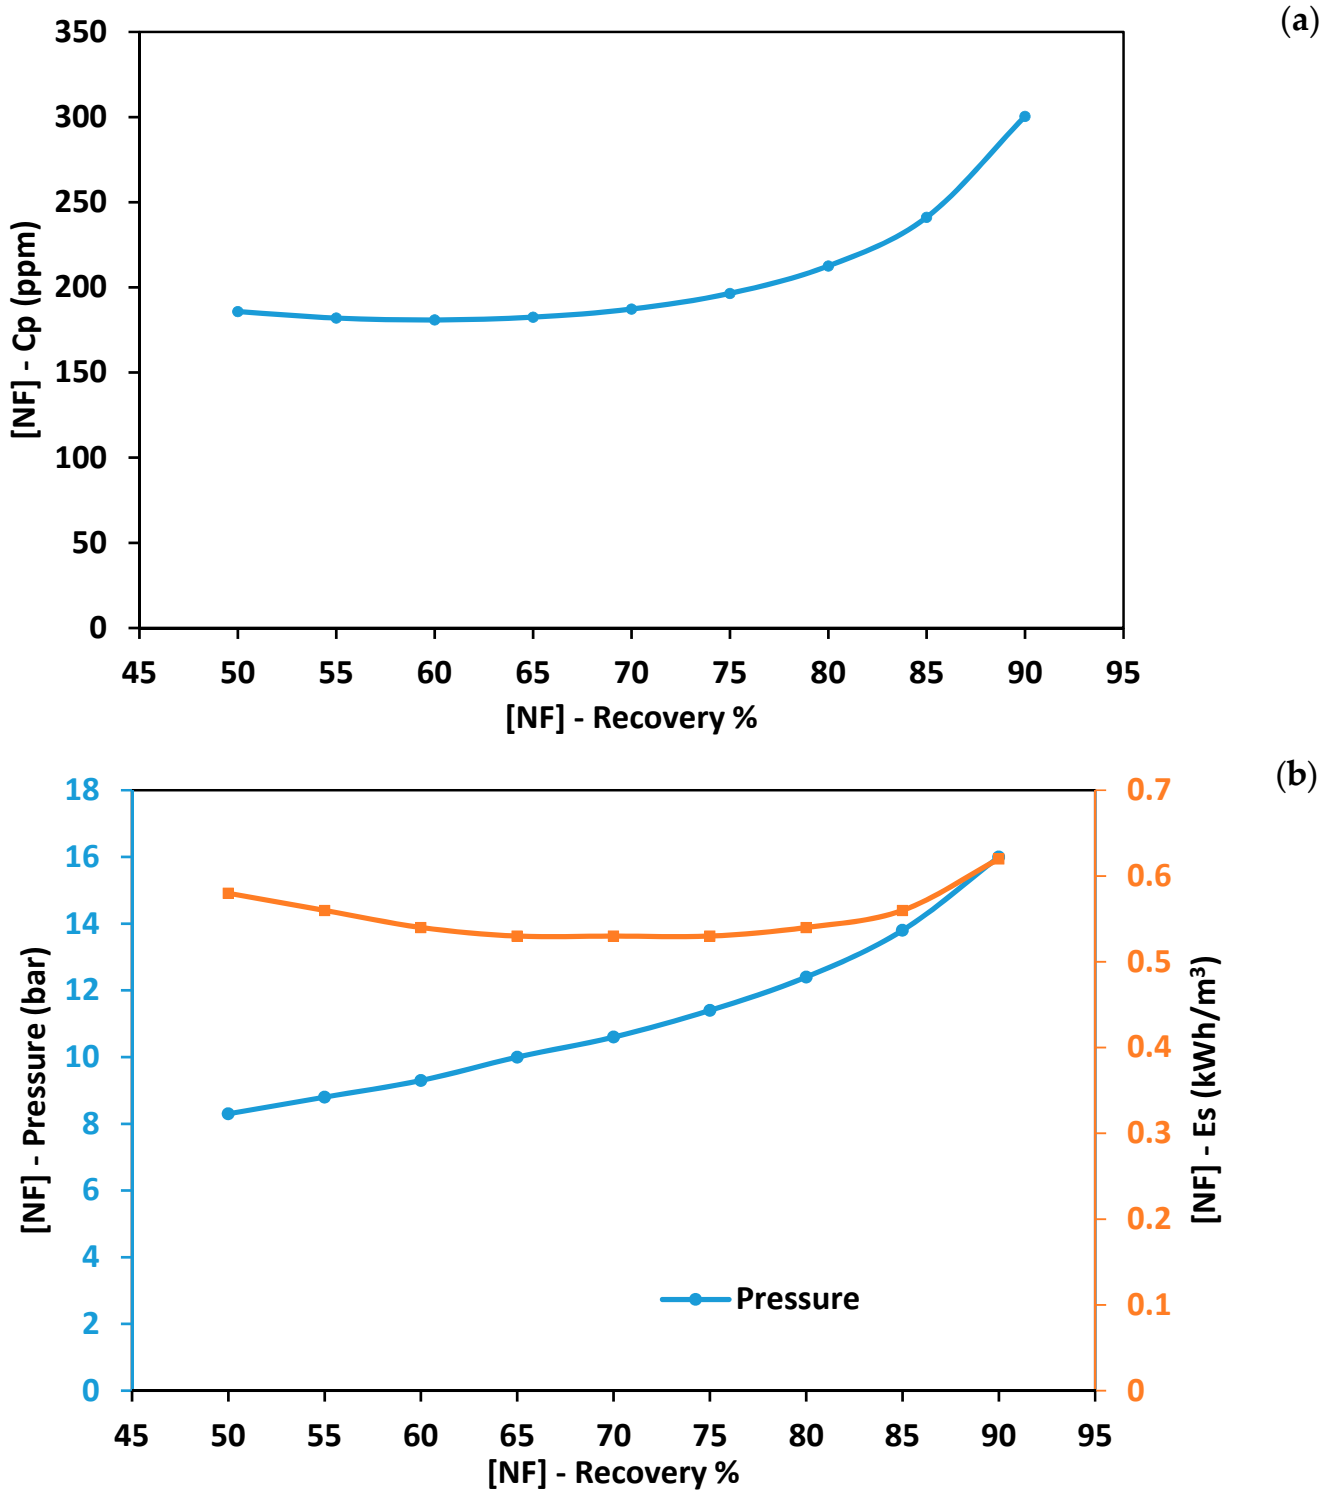 (a)
[NF] - Cp (ppm)
350
300
250
200
150
100
50
0
45 50 55 60 65 70 75 80 85 90 95
[NF] - Recovery %
(b)
[NF] - Pressure (bar)
18
16
14
12
10
8
6
4
2
0
0.7
0.6
0.5
0.4
0.3
0.2
0.1
0
[NF] - Es (kWh/m³)
Pressure
45 50 55 60 65 70 75 80 85 90 95
[NF] - Recovery %